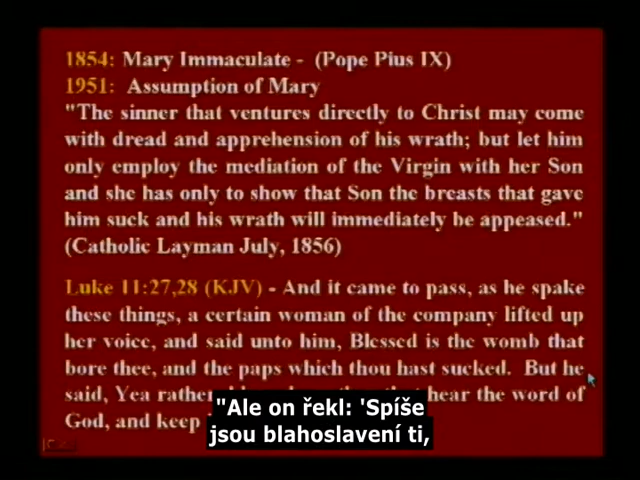 1854: Mary Immaculate - (Pope Pius IX)
1951: Assumption of Mary
"The sinner that ventures directly to Christ may come
with dread and apprehension of his wrath; but let him
only employ the mediation of the Virgin with her Son
and she has only to show that Son the breasts that gave
him suck and his wrath will immediately be appeased."
(Catholic Layman July, 1856)
Luke 11:27,28 (KJV) - And it came to pass, as he spake
these things, a certain woman of the company lifted up
her voice, and said unto him, Blessed is the womb that
bore thee, and the paps which thou hast sucked. But he
said, Yea rather hear the word of
God, and keep
"Ale on řekl: 'Spíše
jsou blahoslavení ti,